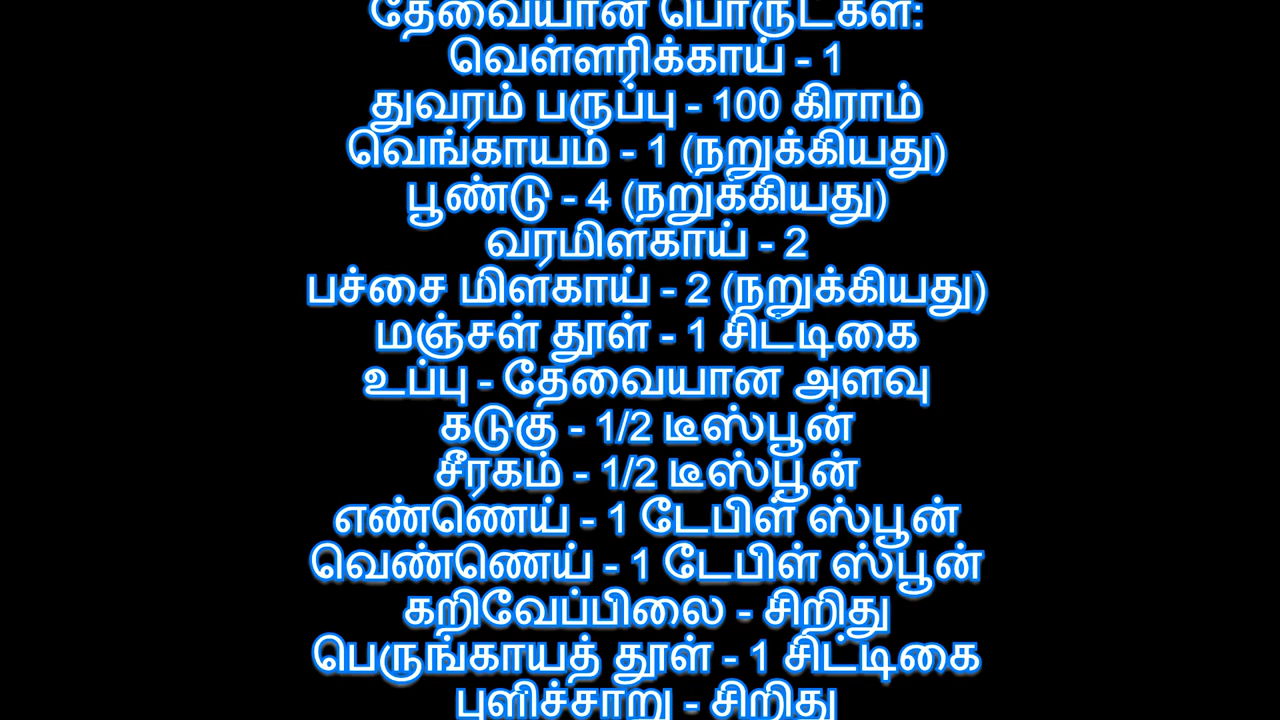 தேவையான பொருட்கள்:
வெள்ளரிக்காய் - 1
துவரம் பருப்பு - 100 கிராம்
வெங்காயம் - 1 (நறுக்கியது)
பூண்டு - 4 (நறுக்கியது)
வரமிளகாய் - 2
பச்சை மிளகாய் - 2 (நறுக்கியது)
மஞ்சள் தூள் - 1 சிட்டிகை
உப்பு - தேவையான அளவு
கடுகு - 1/2 டீஸ்பூன்
சீரகம் - 1/2 டீஸ்பூன்
எண்ணெய் - 1 டேபிள் ஸ்பூன்
வெண்ணெய் - 1 டேபிள் ஸ்பூன்
கறிவேப்பிலை - சிறிது
பெருங்காயத் தூள் - 1 சிட்டிகை
புளிச்சாறு - சிறிது